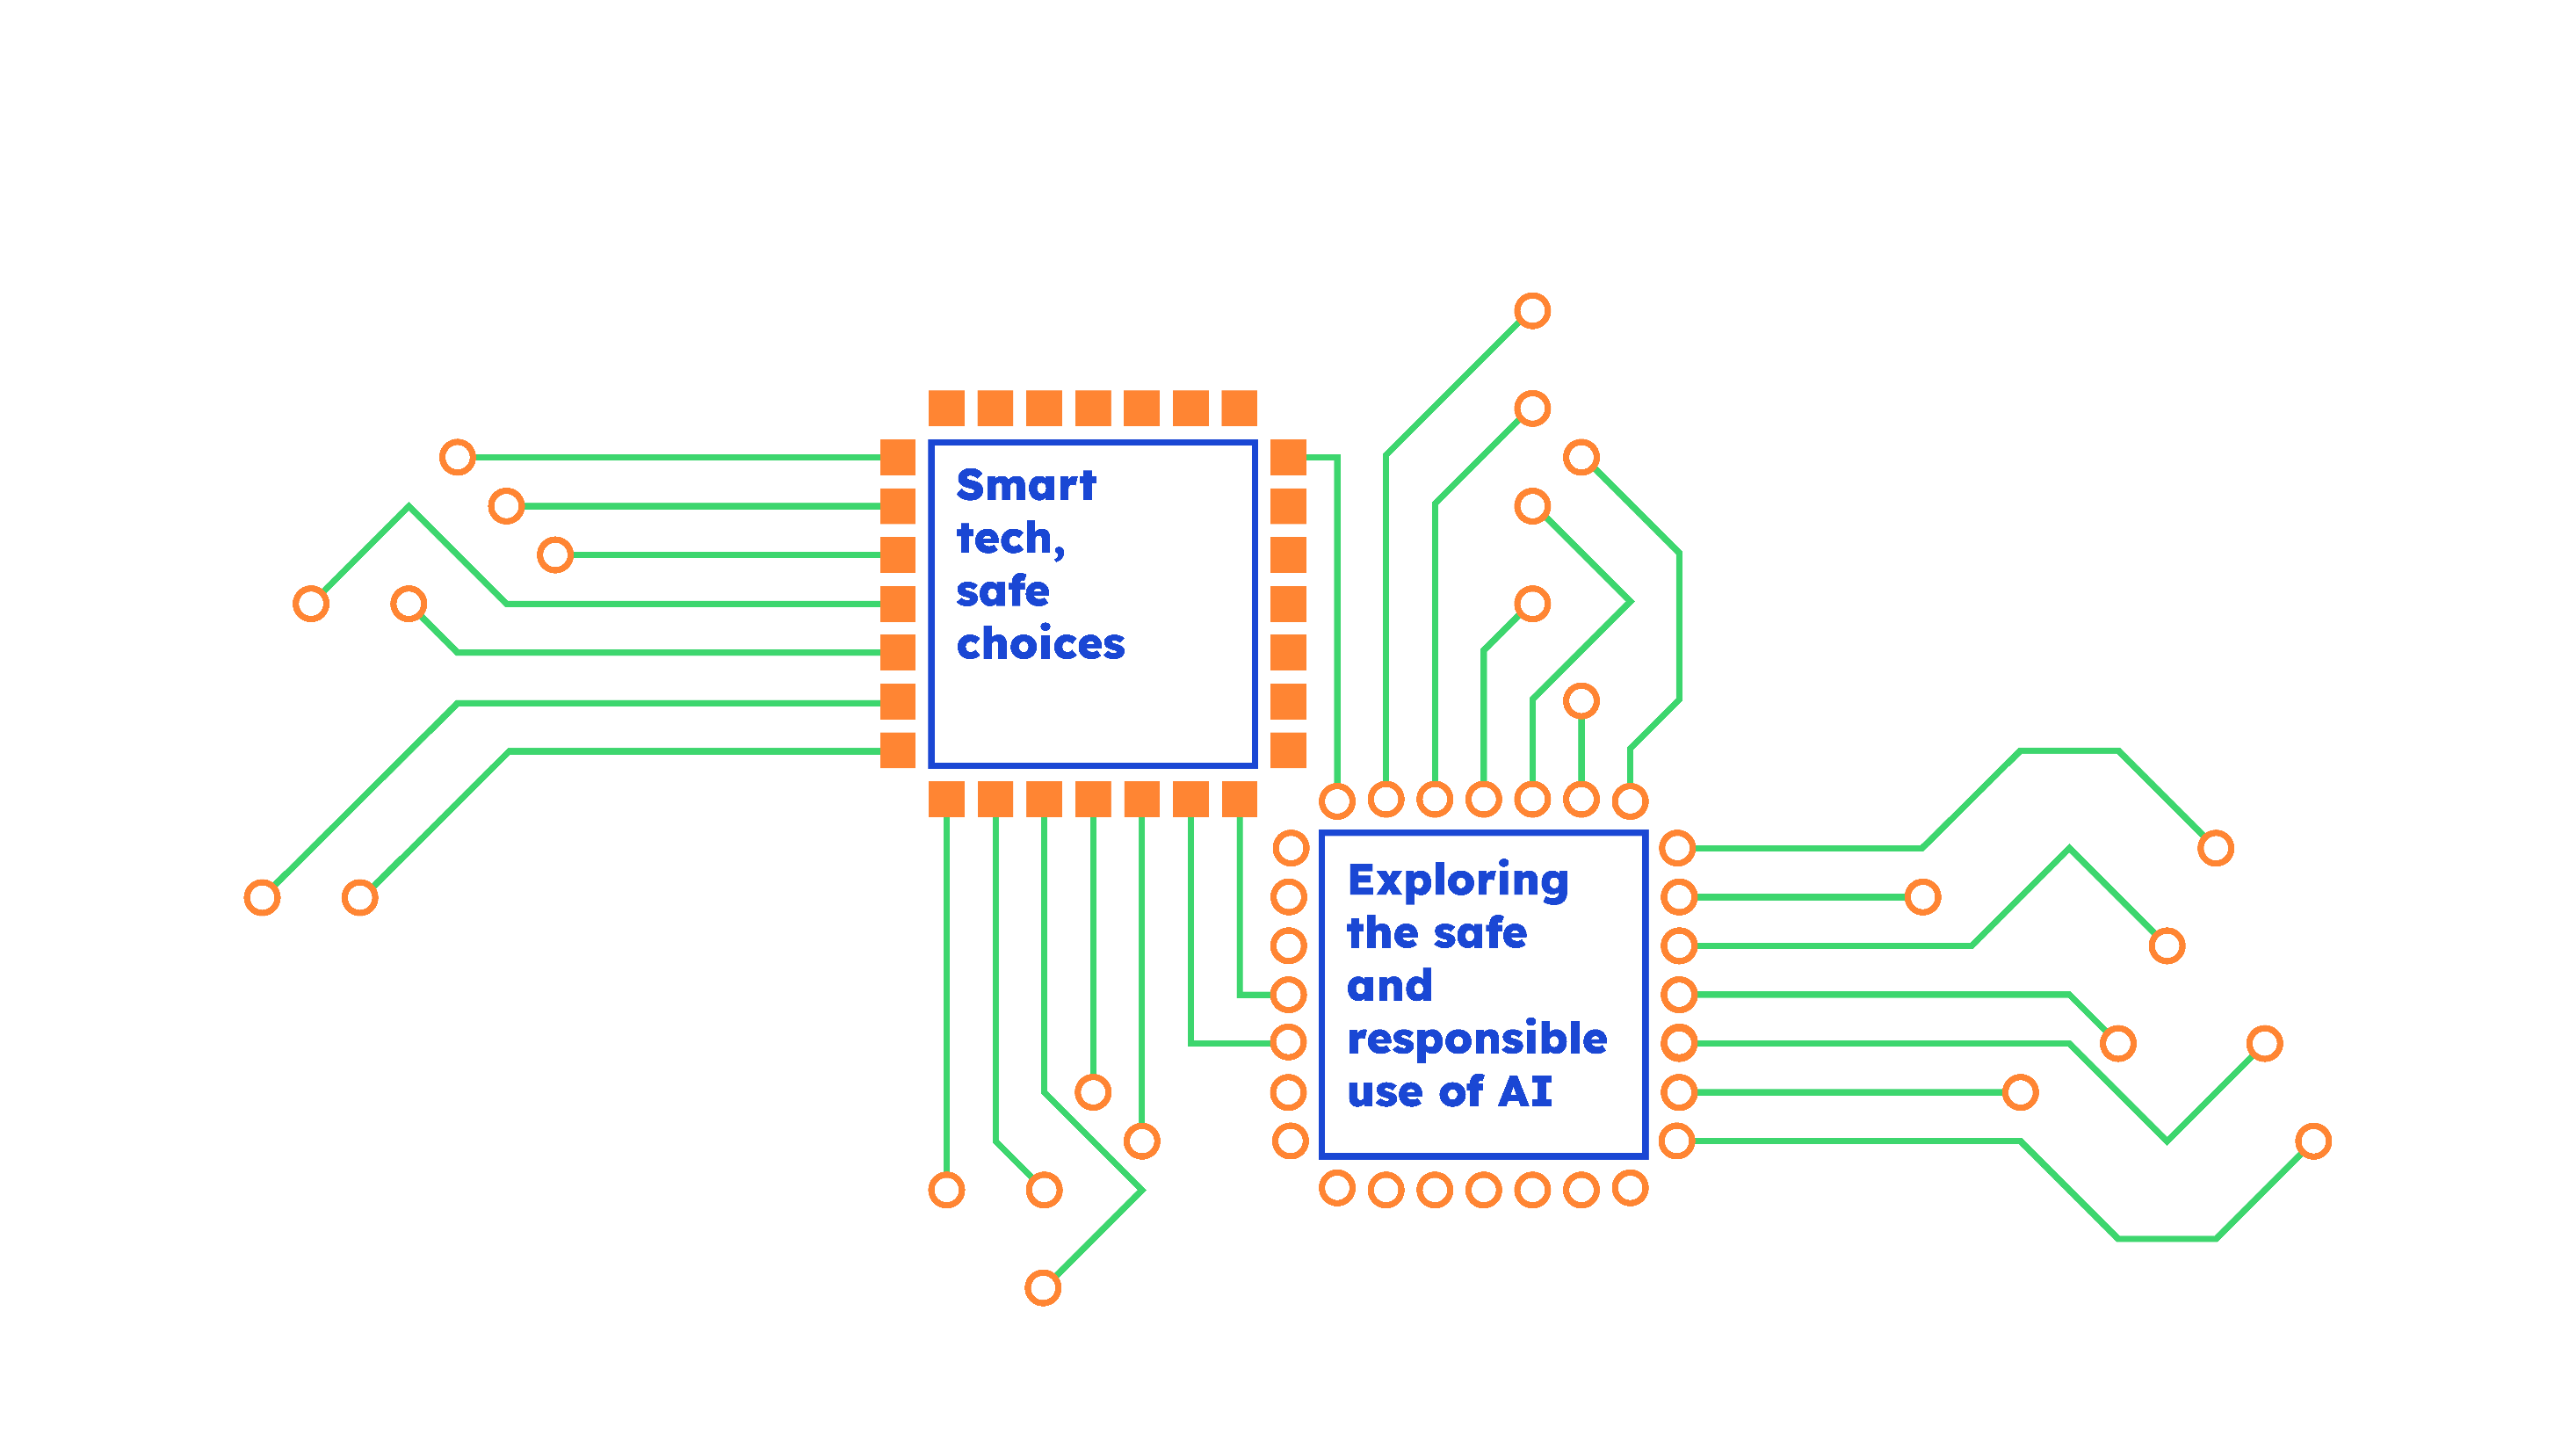 Smart
tech,
safe
choices
Exploring
the safe
and
responsible
use of AI